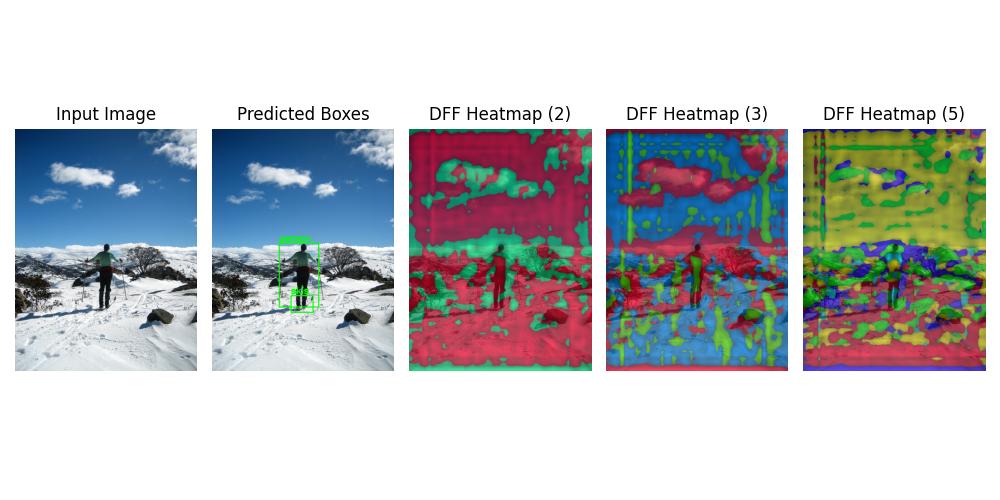 Input Image
Predicted Boxes
DFF Heatmap (2)
DFF Heatmap (3)
DFF Heatmap (5)